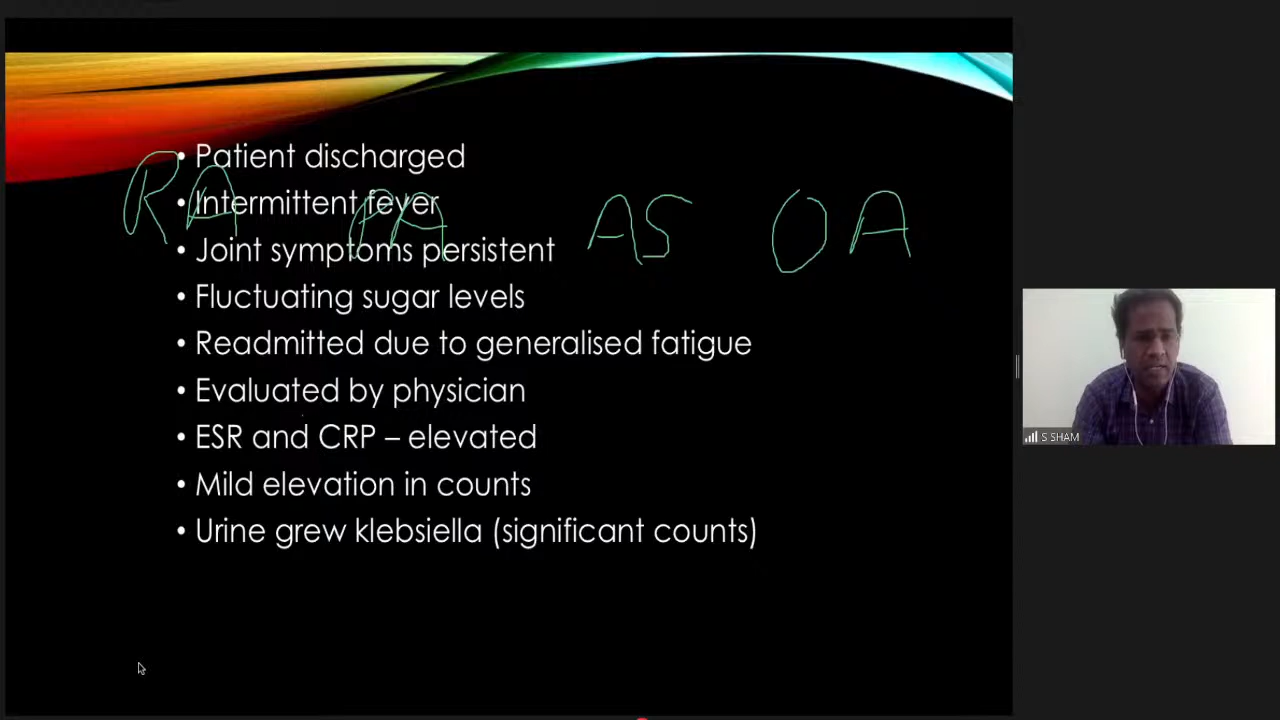 • Patient discharged
• Intermittent fever
• Joint symptoms persistent
• Fluctuating sugar levels
• Readmitted due to generalised fatigue
• Evaluated by physician
• ESR and CRP – elevated
• Mild elevation in counts
• Urine grew klebsiella (significant counts)
RA PA AS OA
S SHAM